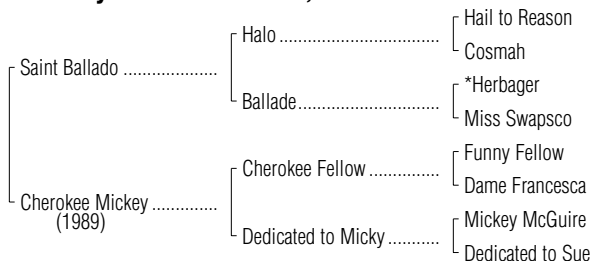 Hail to Reason
Halo ................................
Cosmah
Saint Ballado ...................
*Herbager
Ballade............................
Miss Swapsco
Funny Fellow
Cherokee Fellow ..............
Dame Francesca
Cherokee Mickey .............
(1989)
Mickey McGuire
Dedicated to Micky ..........
Dedicated to Sue